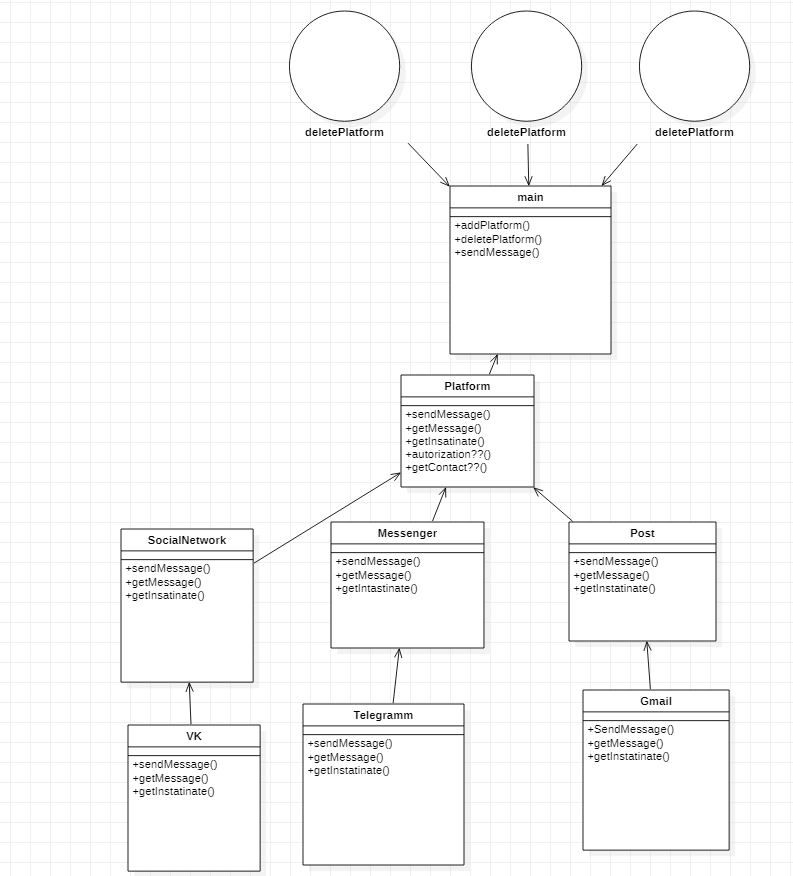 deletePlatform
deletePlatform
deletePlatform
main
+addPlatform()
+deletePlatform()
+sendMessage()
Platform
+sendMessage()
+getMessage()
+getInsatinate()
+autorization??()
+getContact??()
SocialNetwork
+sendMessage()
+getMessage()
+getInsatinate()
Messenger
+sendMessage()
+getMessage()
+getIntastinate()
Post
+sendMessage()
+getMessage()
+getInstatinate()
VK
+sendMessage()
+getMessage()
+getInstatinate()
Telegramm
+sendMessage()
+getMessage()
+getInstatinate()
Gmail
+SendMessage()
+getMessage()
+getInstatinate()